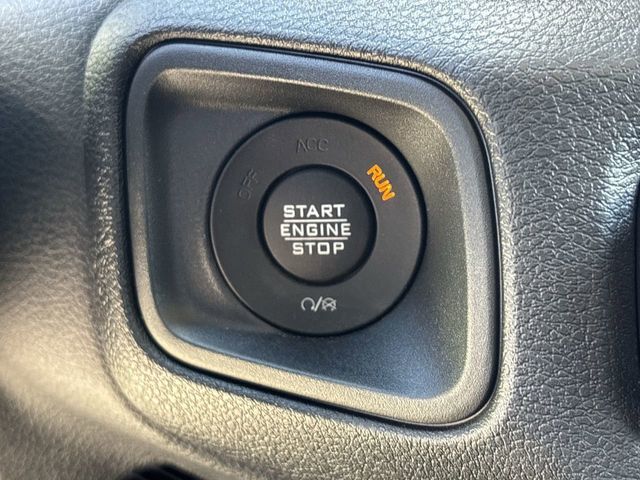 OFF
ACC
RUN
START
ENGINE
STOP